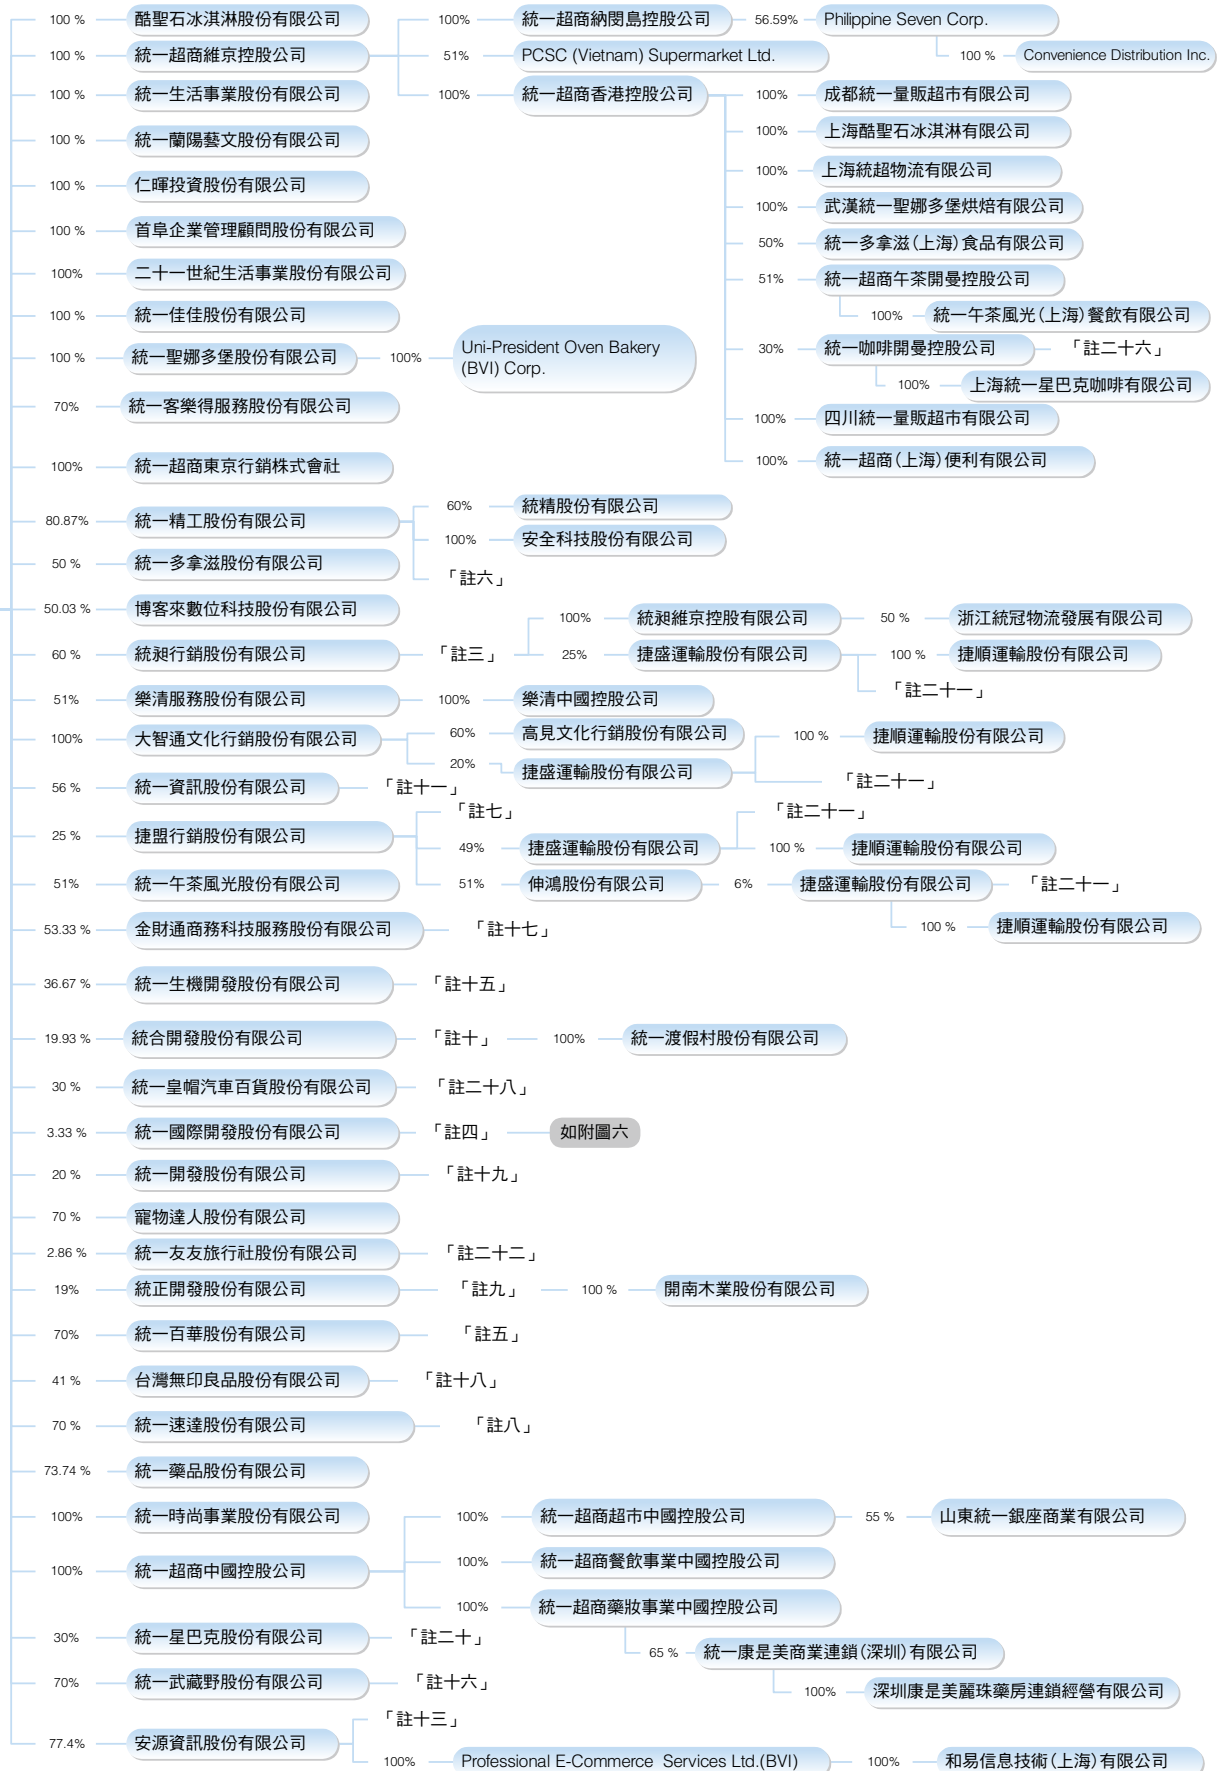 100 % 酷聖石冰淇淋股份有限公司 100% 統一超商納閩島控股公司 56.59% Philippine Seven Corp.
100 % 統一超商維京控股公司 51% PCSC (Vietnam) Supermarket Ltd. 100 % Convenience Distribution Inc.
100 % 統一生活事業股份有限公司 100% 統一超商香港控股公司 100% 成都統一量販超市有限公司
100% 上海酷聖石冰淇淋有限公司
100 % 統一蘭陽藝文股份有限公司
100% 上海統超物流有限公司
100 % 仁暉投資股份有限公司
100% 武漢統一聖娜多堡烘焙有限公司
100 % 首阜企業管理顧問股份有限公司
50% 統一多拿滋(上海)食品有限公司
100% 二十一世紀生活事業股份有限公司 51% 統一超商午茶開曼控股公司
100 % 統一佳佳股份有限公司 100% 統一午茶風光(上海)餐飲有限公司
100 % 統一聖娜多堡股份有限公司 100% Uni-President Oven Bakery
(BVI) Corp.
30% 統一咖啡開曼控股公司 「註二十六」
100% 上海統一星巴克咖啡有限公司
70% 統一客樂得服務股份有限公司
100% 四川統一量販超市有限公司
100% 統一超商東京行銷株式會社 100% 統一超商(上海)便利有限公司
60% 統精股份有限公司
80.87% 統一精工股份有限公司
100% 安全科技股份有限公司
50 % 統一多拿滋股份有限公司
「註六」
50.03 % 博客來數位科技股份有限公司
100% 統昶維京控股有限公司 50 % 浙江統冠物流發展有限公司
60 % 統昶行銷股份有限公司 「註三」 25% 捷盛運輸股份有限公司 100 % 捷順運輸股份有限公司
「註二十一」
51% 樂清服務股份有限公司 100% 樂清中國控股公司
60% 高見文化行銷股份有限公司
100% 大智通文化行銷股份有限公司 100 % 捷順運輸股份有限公司
20% 捷盛運輸股份有限公司
「註二十一」
56 % 統一資訊股份有限公司 「註十一」
「註七」 「註二十一」
25 % 捷盟行銷股份有限公司
49% 捷盛運輸股份有限公司 100 % 捷順運輸股份有限公司
51% 統一午茶風光股份有限公司 51% 伸鴻股份有限公司 6% 捷盛運輸股份有限公司 「註二十一」
53.33 % 金財通商務科技服務股份有限公司 「註十七」 100 % 捷順運輸股份有限公司
36.67 % 統一生機開發股份有限公司 「註十五」
19.93 % 統合開發股份有限公司 「註十」 100% 統一渡假村股份有限公司
30 % 統一皇帽汽車百貨股份有限公司 「註二十八」
3.33 % 統一國際開發股份有限公司 「註四」 如附圖六
20 % 統一開發股份有限公司 「註十九」
70 % 寵物達人股份有限公司
2.86 % 統一友友旅行社股份有限公司 「註二十二」
19% 統正開發股份有限公司 「註九」 100 % 開南木業股份有限公司
70% 統一百華股份有限公司 「註五」
41 % 台灣無印良品股份有限公司 「註十八」
70 % 統一速達股份有限公司 「註八」
73.74 % 統一藥品股份有限公司
100% 統一時尚事業股份有限公司 100% 統一超商超市中國控股公司 55 % 山東統一銀座商業有限公司
100% 統一超商中國控股公司 100% 統一超商餐飲事業中國控股公司
100% 統一超商藥妝事業中國控股公司
30% 統一星巴克股份有限公司 「註二十」
65 % 統一康是美商業連鎖(深圳)有限公司
70% 統一武藏野股份有限公司 「註十六」
100% 深圳康是美麗珠藥房連鎖經營有限公司
「註十三」
77.4% 安源資訊股份有限公司
100% Professional E-Commerce Services Ltd.(BVI) 100% 和易信息技術(上海)有限公司